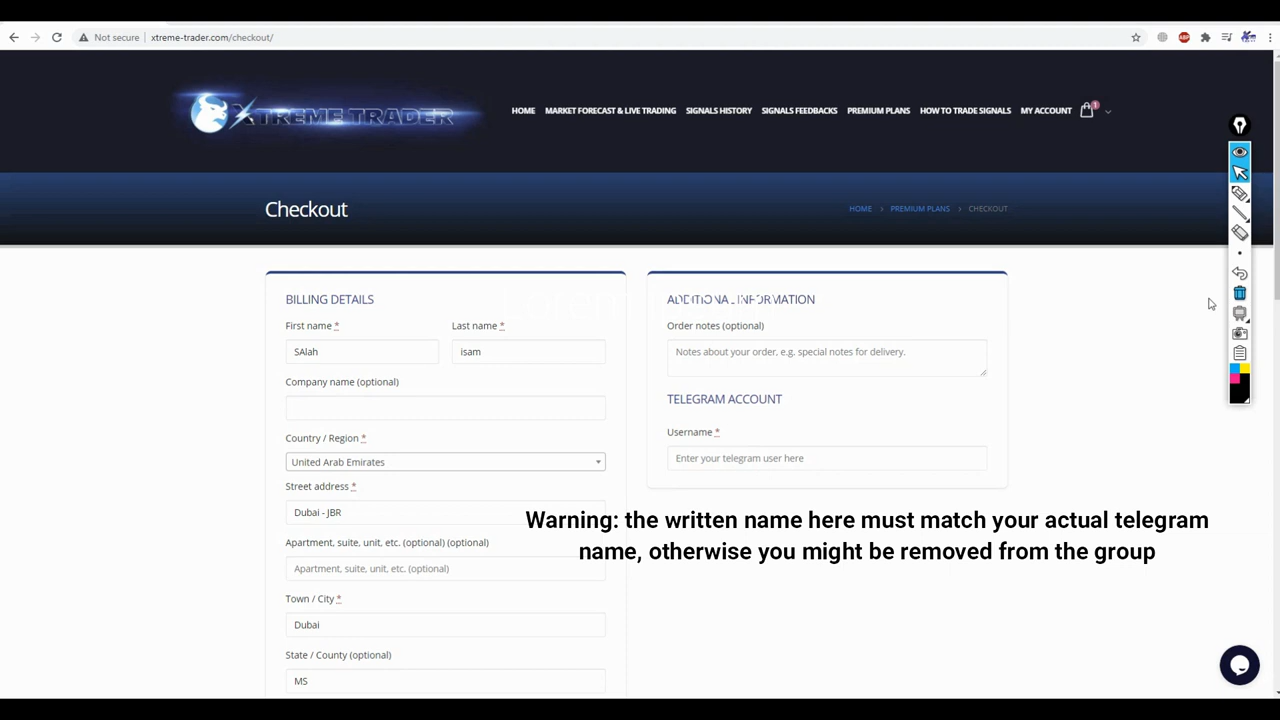 Not secure
xtreme-trader.com/checkout/
ABP
XTREME TRADER
HOME
MARKET FORECAST & LIVE TRADING
SIGNALS HISTORY
SIGNALS FEEDBACKS
PREMIUM PLANS
HOW TO TRADE SIGNALS
MY ACCOUNT
1
Checkout
HOME > PREMIUM PLANS > CHECKOUT
BILLING DETAILS
First name *
Last name *
SAlah
isam
Company name (optional)
Country / Region *
United Arab Emirates
Street address *
Dubai - JBR
Apartment, suite, unit, etc. (optional) (optional)
Apartment, suite, unit, etc. (optional)
Town / City *
Dubai
State / County (optional)
MS
ADDITIONAL INFORMATION
Order notes (optional)
Notes about your order, e.g. special notes for delivery.
TELEGRAM ACCOUNT
Username *
Enter your telegram user here
Warning: the written name here must match your actual telegram
name, otherwise you might be removed from the group